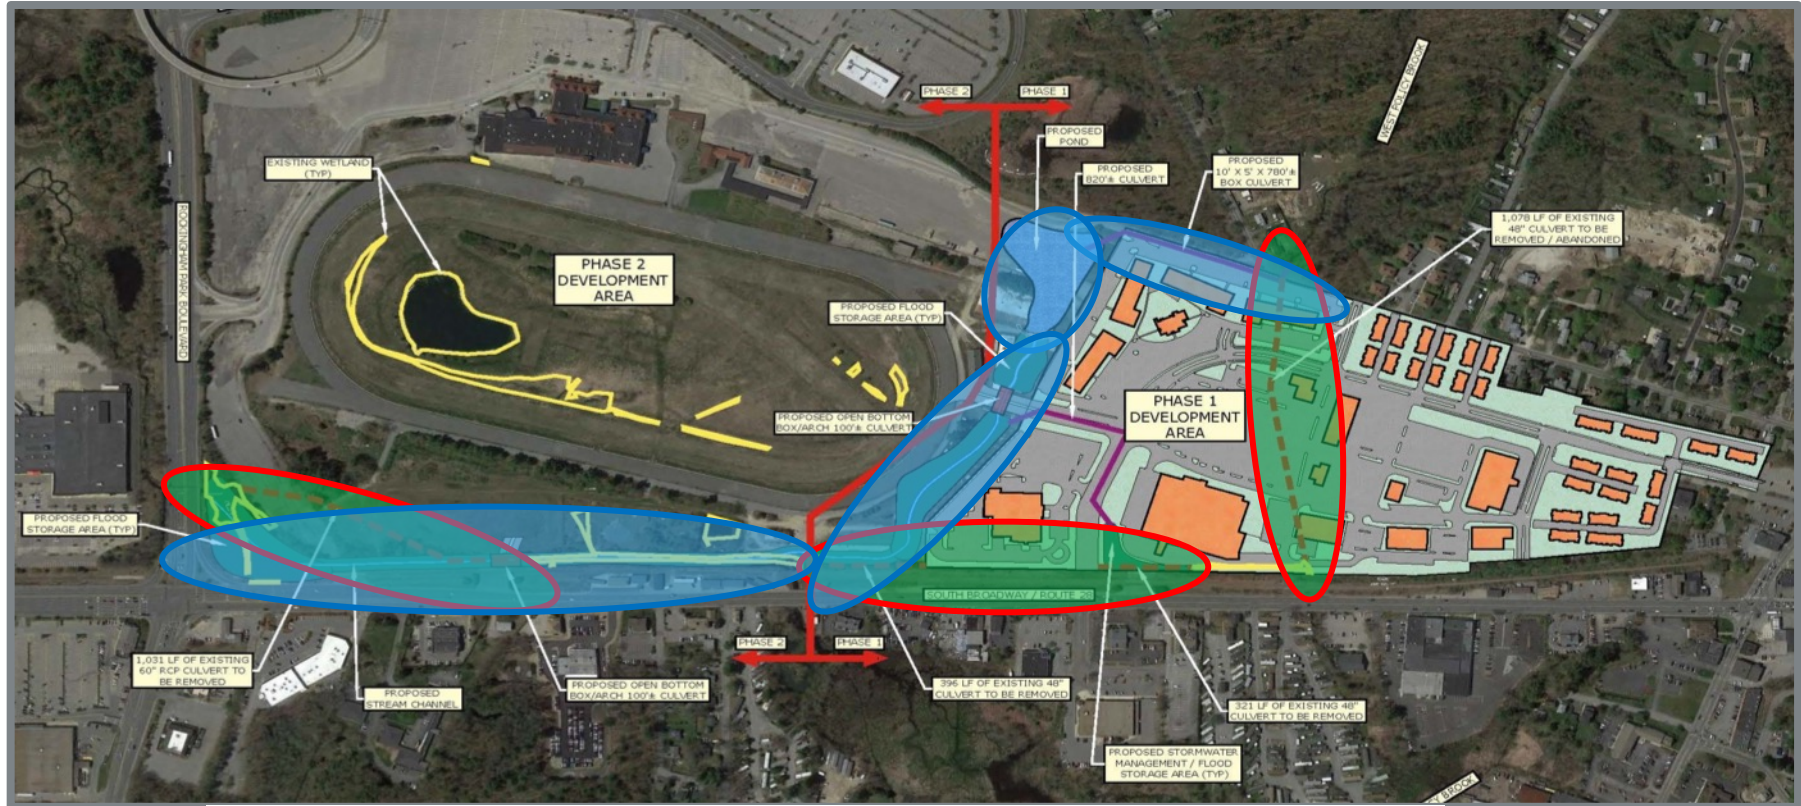 PHASE 2
PHASE 1
WEST POLICY BROOK
PROPOSED
POND
PROPOSED
820'± CULVERT
PROPOSED
10' X 5' X 780'±
BOX CULVERT
EXISTING WETLAND
(TYP)
1,078 LF OF EXISTING
48" CULVERT TO BE
REMOVED / ABANDONED
ROCKINGHAM PARK BOULEVARD
PHASE 2
DEVELOPMENT
AREA
PROPOSED FLOOD
STORAGE AREA (TYP)
PROPOSED OPEN BOTTOM
BOX/ARCH 100'± CULVERT
PHASE 1
DEVELOPMENT
AREA
PROPOSED FLOOD
STORAGE AREA (TYP)
SOUTH BROADWAY / ROUTE 28
PHASE 2
PHASE 1
1,031 LF OF EXISTING
60" RCP CULVERT TO
BE REMOVED
PROPOSED
STREAM CHANNEL
PROPOSED OPEN BOTTOM
BOX/ARCH 100'± CULVERT
396 LF OF EXISTING 48"
CULVERT TO BE REMOVED
321 LF OF EXISTING 48"
CULVERT TO BE REMOVED
PROPOSED STORMWATER
MANAGEMENT / FLOOD
STORAGE AREA (TYP)
BROOK